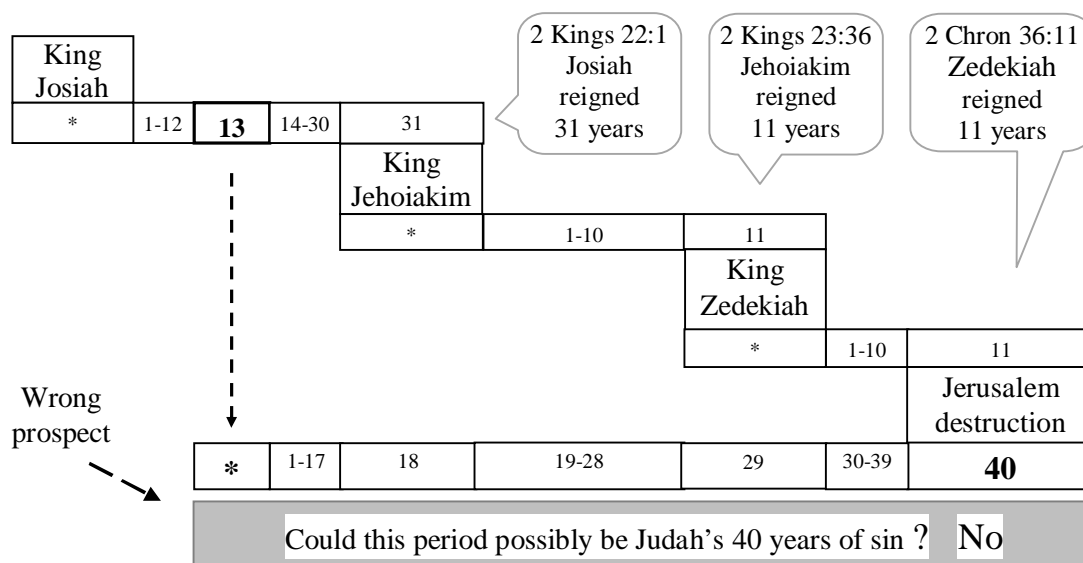 King
Josiah
* 1-12 13 14-30 31
2 Kings 22:1
Josiah
reigned
31 years
2 Kings 23:36
Jehoiakim
reigned
11 years
2 Chron 36:11
Zedekiah
reigned
11 years
King
Jehoiakim
* 1-10 11
King
Zedekiah
* 1-10 11
Jerusalem
destruction
Wrong
prospect
* 1-17 18 19-28 29 30-39 40
Could this period possibly be Judah’s 40 years of sin ? No